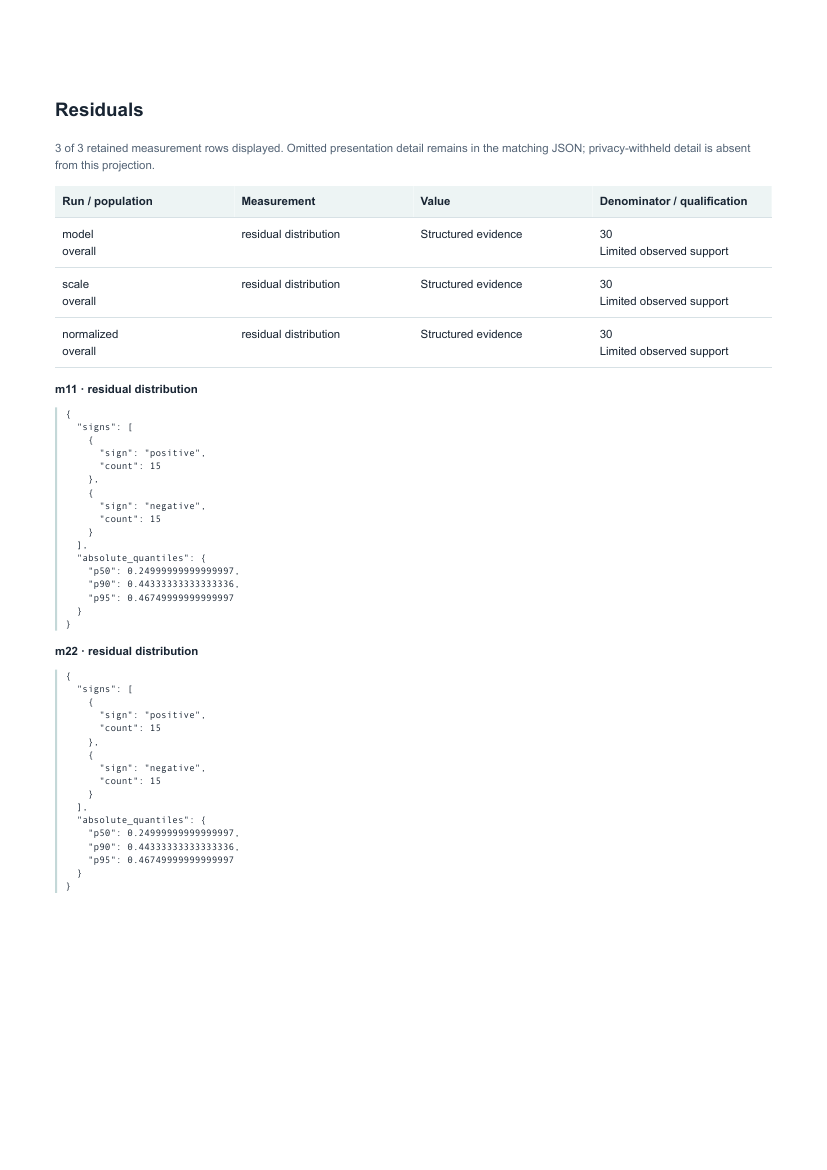 Residuals
3 of 3 retained measurement rows displayed. Omitted presentation detail remains in the matching JSON; privacy-withheld detail is absent
from this projection.
Run / population Measurement Value Denominator / qualification
model residual distribution Structured evidence 30
overall Limited observed support
scale residual distribution Structured evidence 30
overall Limited observed support
normalized residual distribution Structured evidence 30
overall Limited observed support
m11 · residual distribution
{
  "signs": [
    {
      "sign": "positive",
      "count": 15
    },
    {
      "sign": "negative",
      "count": 15
    }
  ],
  "absolute_quantiles": {
    "p50": 0.24999999999999997,
    "p90": 0.44333333333333336,
    "p95": 0.46749999999999997
  }
}
m22 · residual distribution
{
  "signs": [
    {
      "sign": "positive",
      "count": 15
    },
    {
      "sign": "negative",
      "count": 15
    }
  ],
  "absolute_quantiles": {
    "p50": 0.24999999999999997,
    "p90": 0.44333333333333336,
    "p95": 0.46749999999999997
  }
}